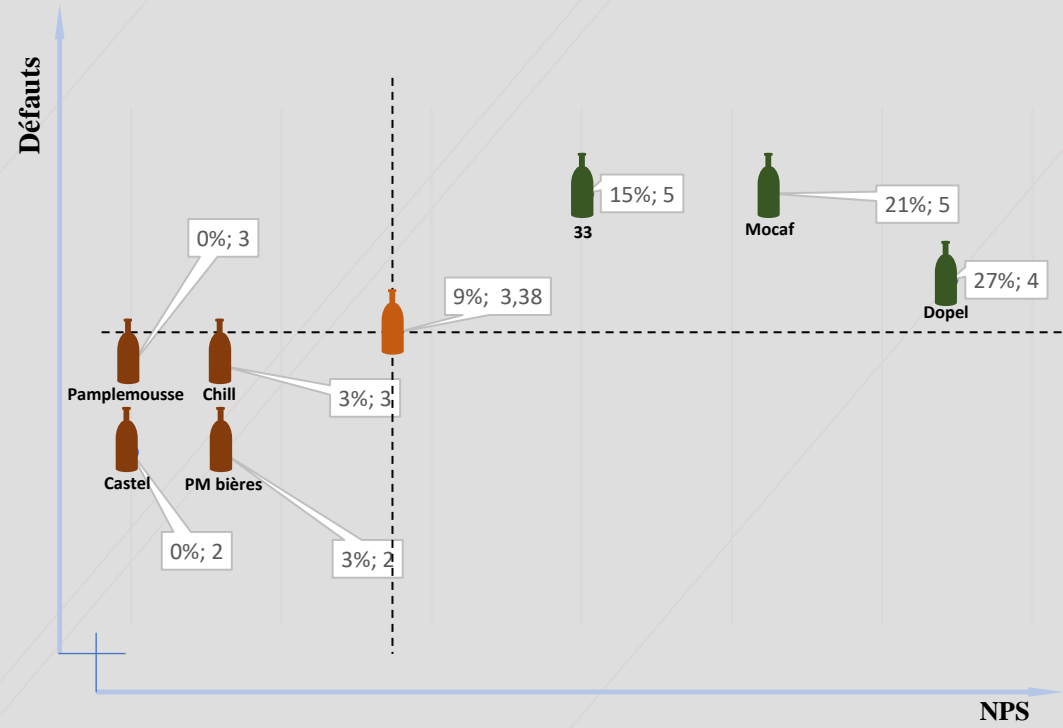 Défauts
15%; 5
33
21%; 5
Mocaf
0%; 3
27%; 4
Dopel
9%;  3,38
Pamplemousse
Chill
3%; 3
Castel
PM bières
0%; 2
3%; 2
NPS